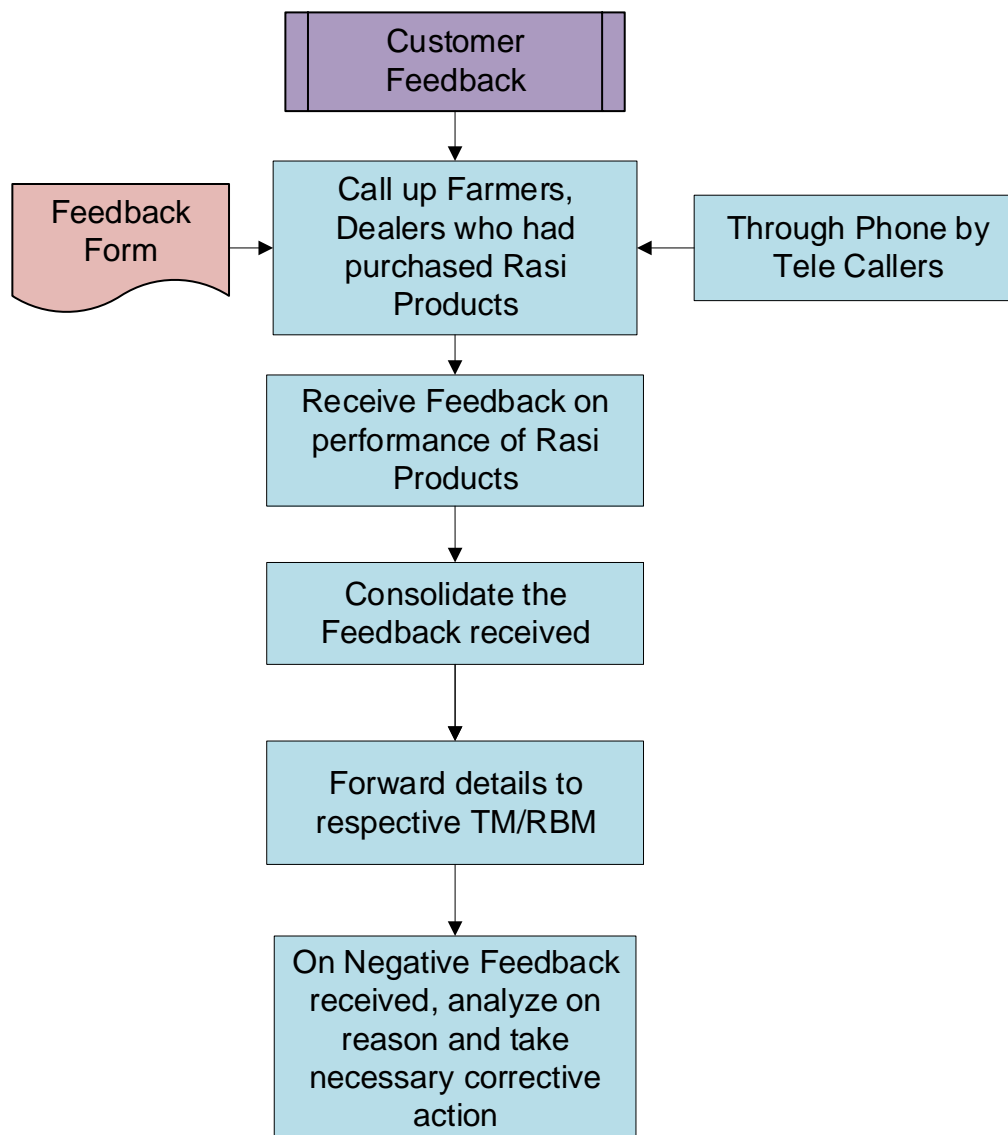 Customer
Feedback
Feedback
Form
Call up Farmers,
Dealers who had
purchased Rasi
Products
Through Phone by
Tele Callers
Receive Feedback on
performance of Rasi
Products
Consolidate the
Feedback received
Forward details to
respective TM/RBM
On Negative Feedback
received, analyze on
reason and take
necessary corrective
action